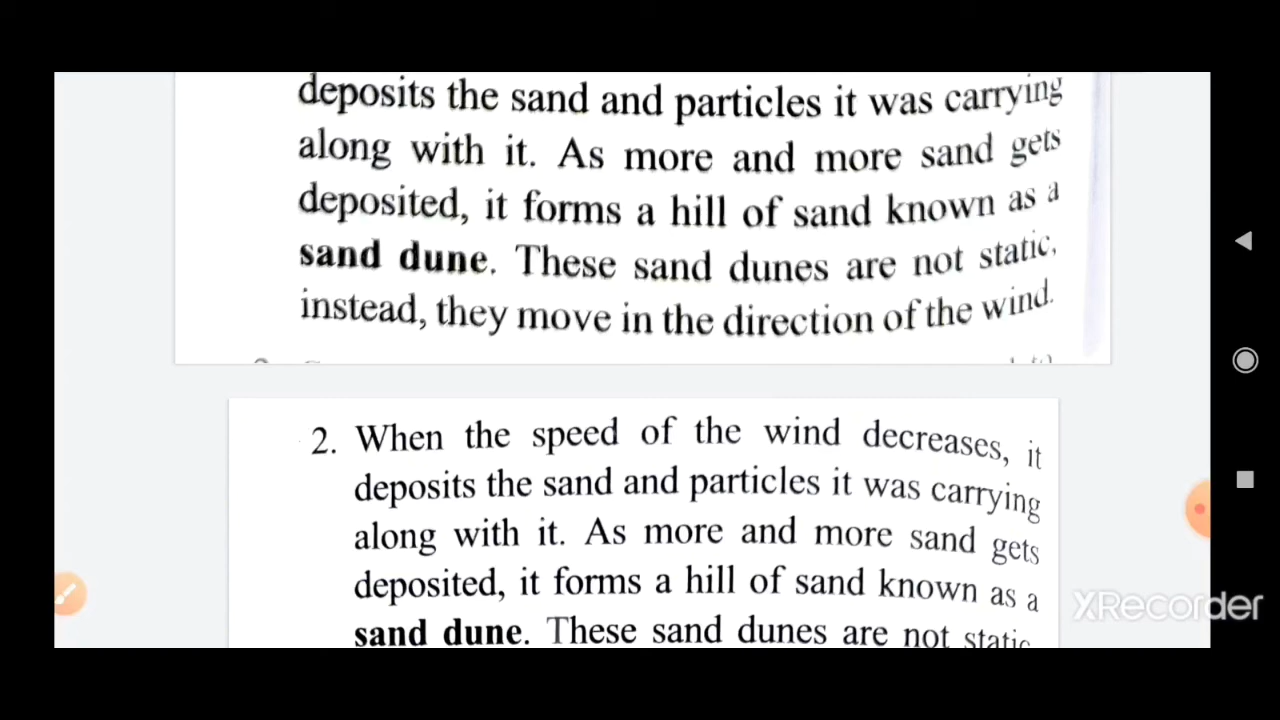 deposits the sand and particles it was carrying
along with it. As more and more sand gets
deposited, it forms a hill of sand known as a
sand dune. These sand dunes are not static,
instead, they move in the direction of the wind.
2. When the speed of the wind decreases, it
deposits the sand and particles it was carrying
along with it. As more and more sand gets
deposited, it forms a hill of sand known as a
sand dune. These sand dunes are not static
XRecorder